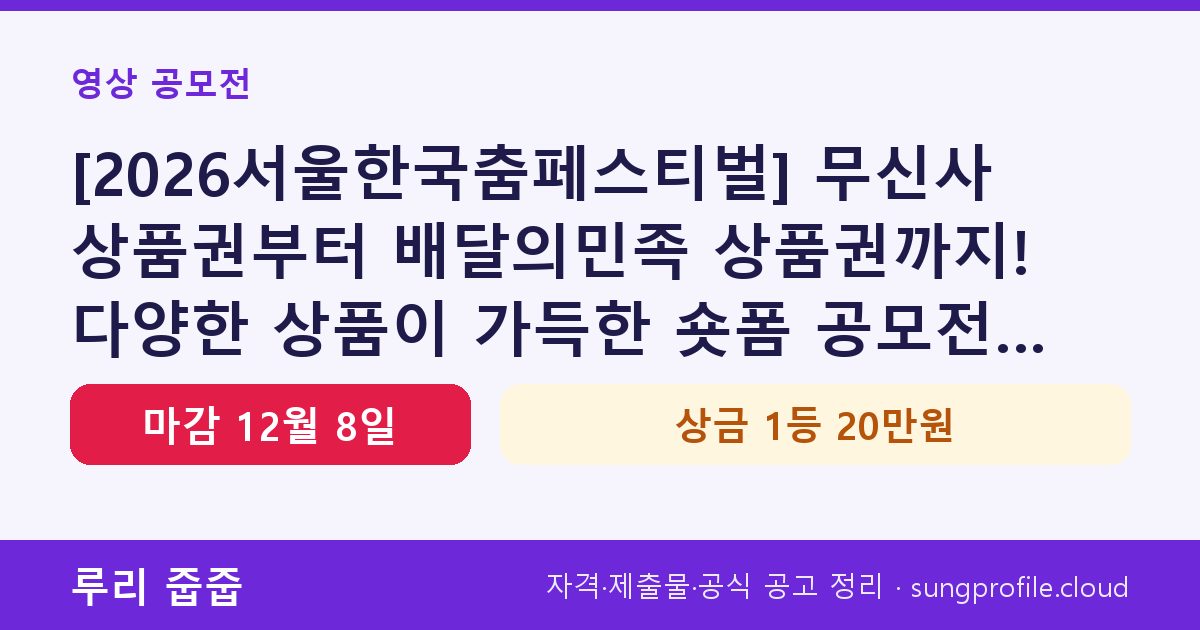 영상 공모전
[2026서울한국춤페스티벌] 무신사
상품권부터 배달의민족 상품권까지!
다양한 상품이 가득한 숏폼 공모전...
마감 12월 8일
상금 1등 20만원
루리 줍줍
자격·제출물·공식 공고 정리 · sungprofile.cloud